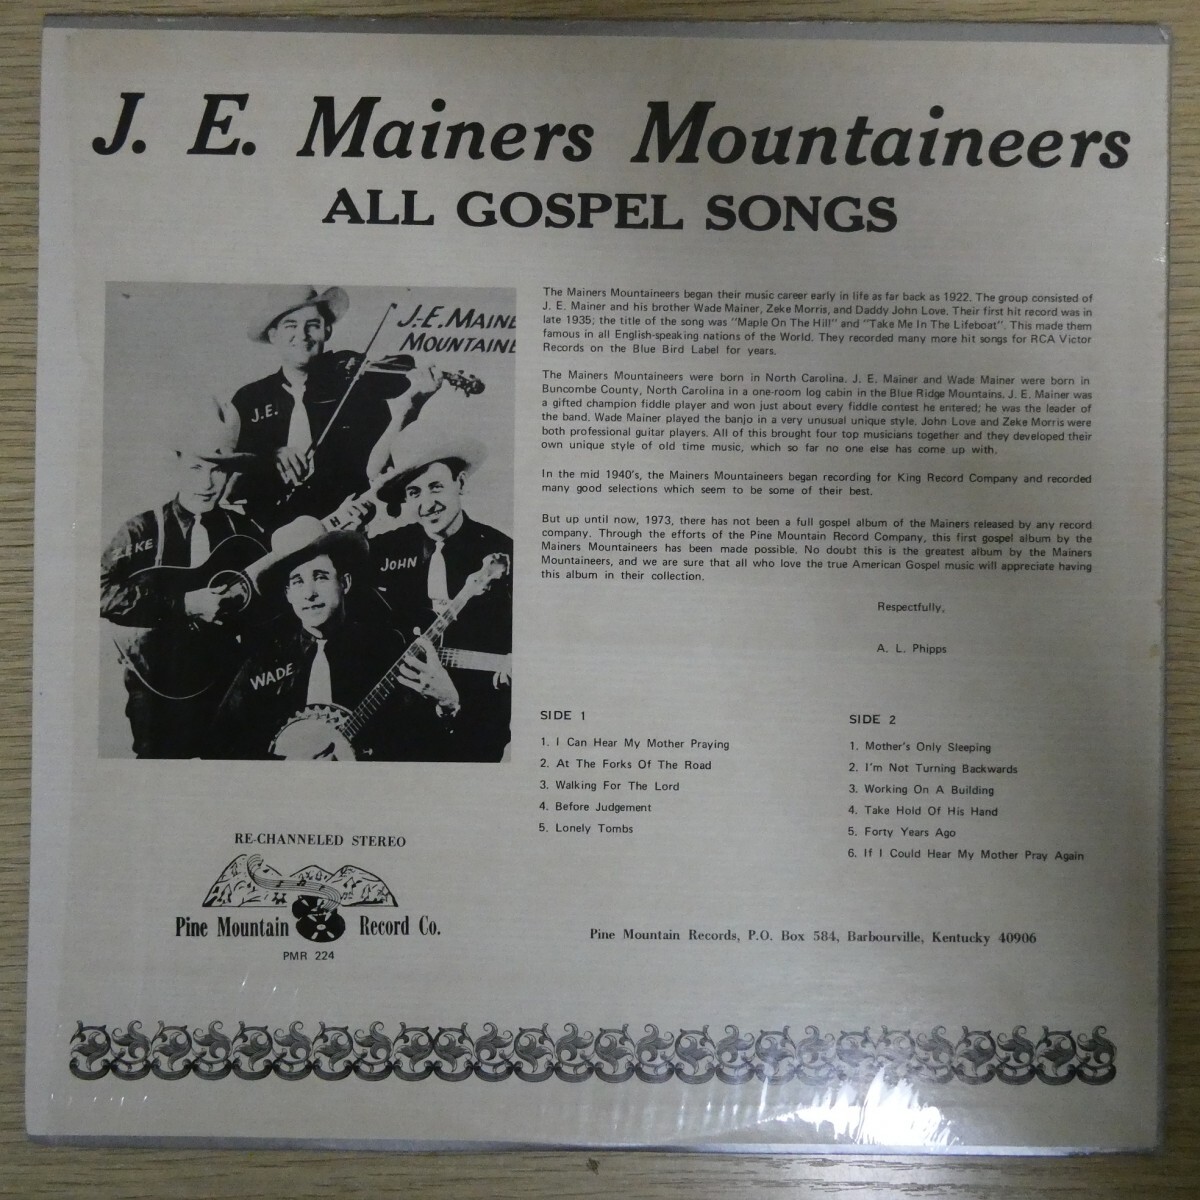 J. E. Mainers Mountaineers
ALL GOSPEL SONGS
J.E. MAINE
MOUNTAINE
J.E.
ZEKE
JOHN
WADE
The Mainers Mountaineers began their music career early in life as far back as 1922. The group consisted of
J. E. Mainer and his brother Wade Mainer, Zeke Morris, and Daddy John Love. Their first hit record was in
late 1935; the title of the song was "Maple On The Hill" and "Take Me In The Lifeboat". This made them
famous in all English-speaking nations of the World. They recorded many more hit songs for RCA Victor
Records on the Blue Bird Label for years.
The Mainers Mountaineers were born in North Carolina. J. E. Mainer and Wade Mainer were born in
Buncombe County, North Carolina in a one-room log cabin in the Blue Ridge Mountains. J. E. Mainer was
a gifted champion fiddle player and won just about every fiddle contest he entered; he was the leader of
the band. Wade Mainer played the banjo in a very unusual unique style. John Love and Zeke Morris were
both professional guitar players. All of this brought four top musicians together and they developed their
own unique style of old time music, which so far no one else has come up with.
In the mid 1940's, the Mainers Mountaineers began recording for King Record Company and recorded
many good selections which seem to be some of their best.
But up until now, 1973, there has not been a full gospel album of the Mainers released by any record
company. Through the efforts of the Pine Mountain Record Company, this first gospel album by the
Mainers Mountaineers has been made possible. No doubt this is the greatest album by the Mainers
Mountaineers, and we are sure that all who love the true American Gospel music will appreciate having
this album in their collection.
Respectfully,
A. L. Phipps
SIDE 1
1. I Can Hear My Mother Praying
2. At The Forks Of The Road
3. Walking For The Lord
4. Before Judgement
5. Lonely Tombs
SIDE 2
1. Mother's Only Sleeping
2. I'm Not Turning Backwards
3. Working On A Building
4. Take Hold Of His Hand
5. Forty Years Ago
6. If I Could Hear My Mother Pray Again
RE-CHANNELED STEREO
Pine Mountain Record Co.
PMR 224
Pine Mountain Records, P.O. Box 584, Barbourville, Kentucky 40906